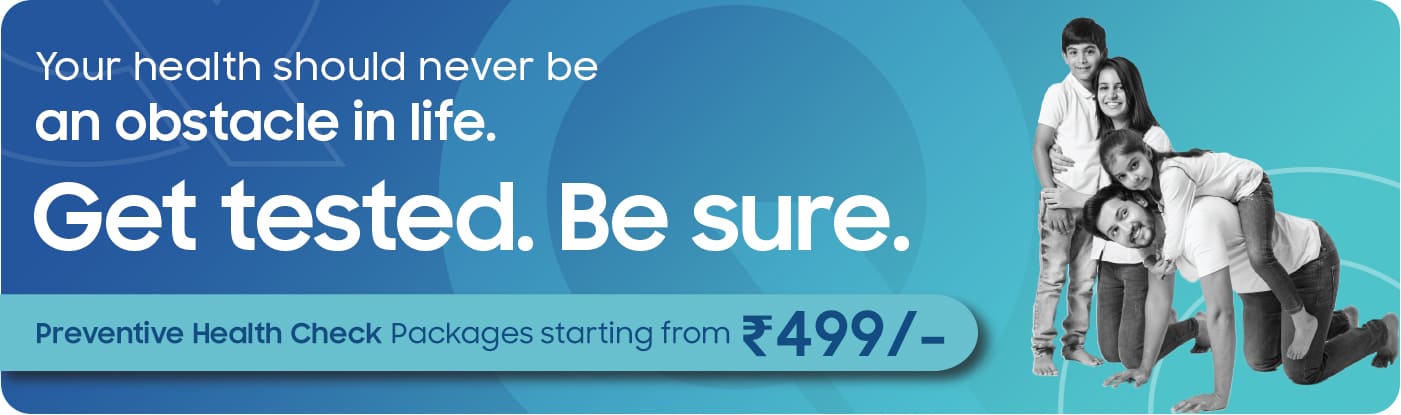 Your health should never be
an obstacle in life.
Get tested. Be sure.
Preventive Health Check Packages starting from ₹499/-